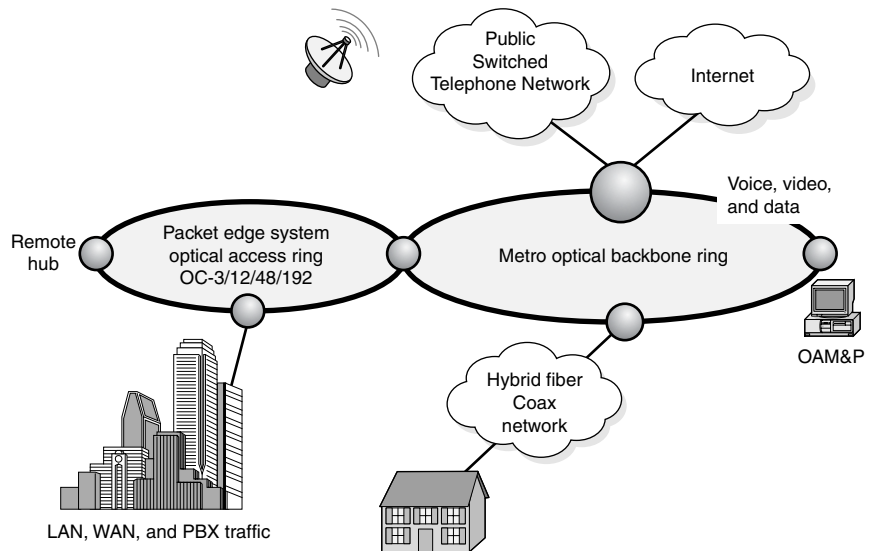 Public
Switched
Telephone Network
Internet
Voice, video,
and data
Remote
hub
Packet edge system
optical access ring
OC-3/12/48/192
Metro optical backbone ring
OAM&P
Hybrid fiber
Coax
network
LAN, WAN, and PBX traffic